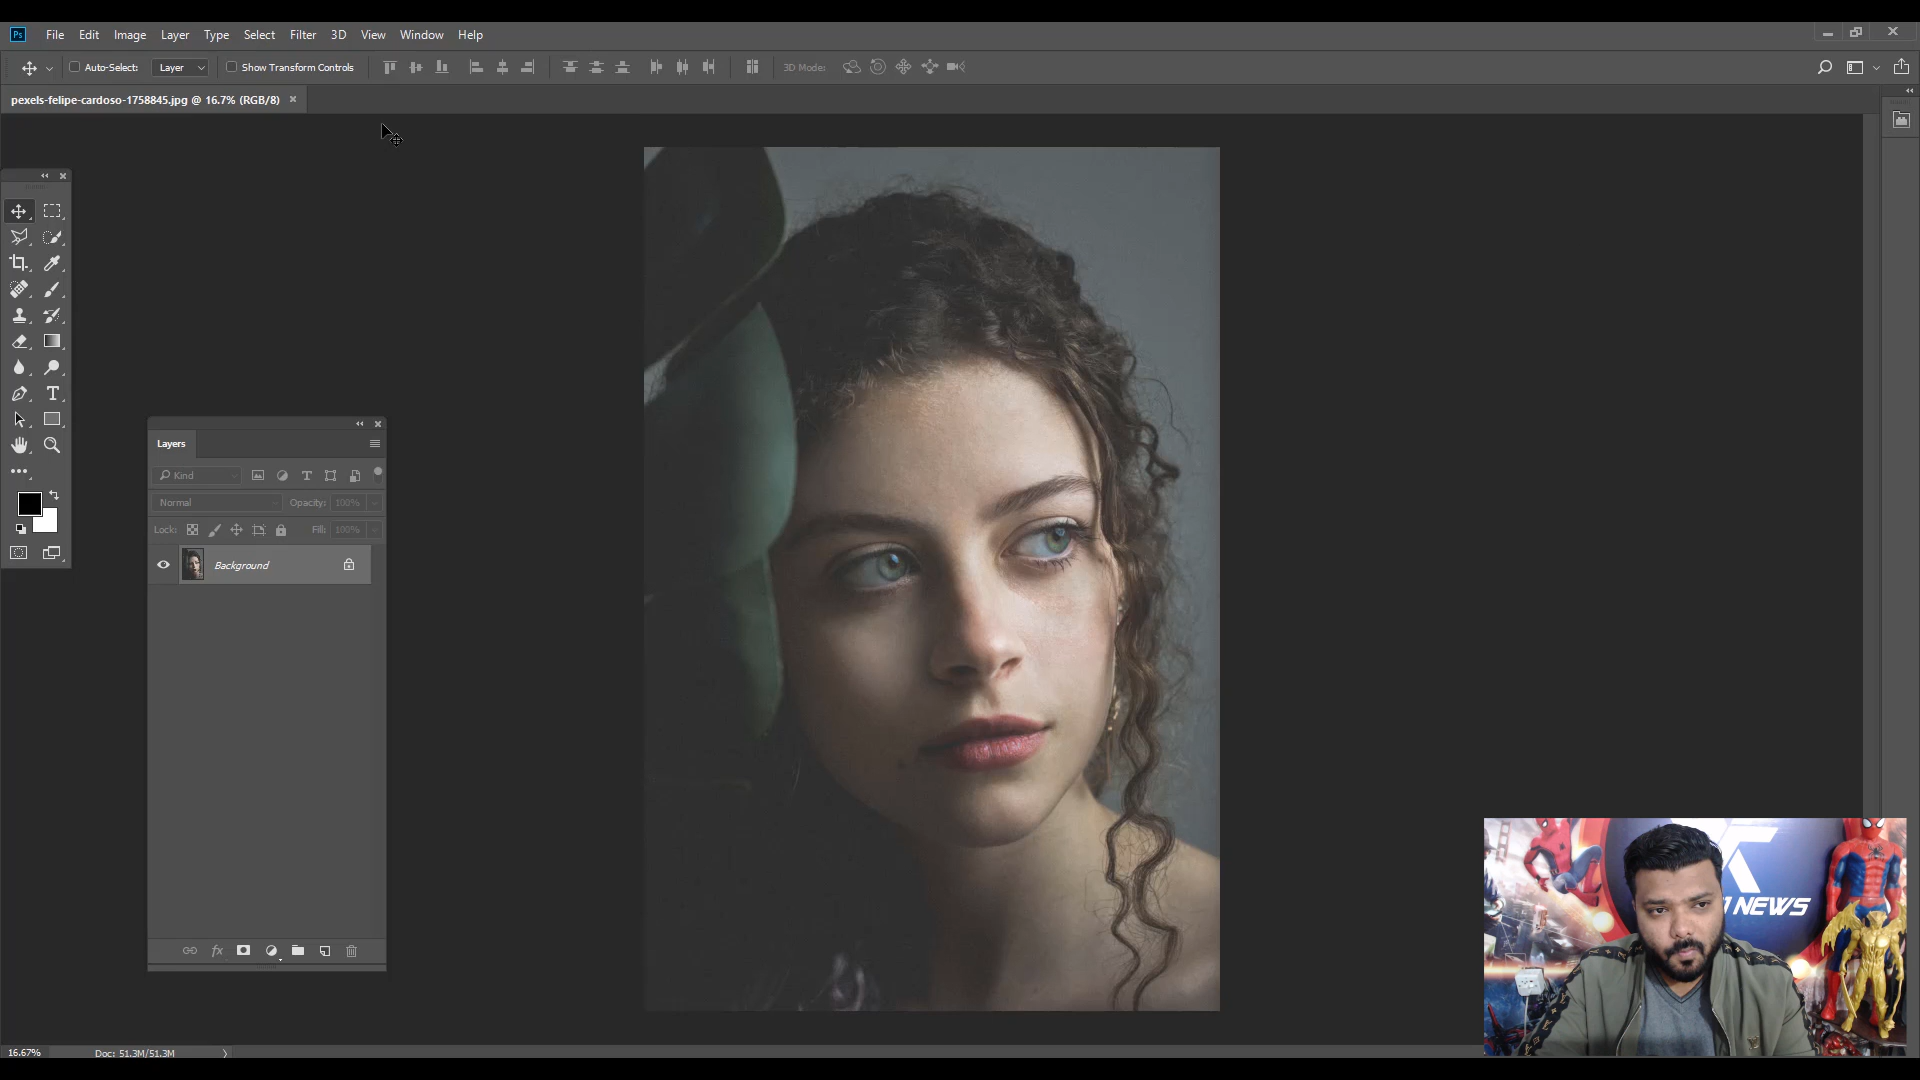 Ps File Edit Image Layer Type Select Filter 3D View Window Help
Auto-Select: Layer Show Transform Controls 3D Mode:
pexels-felipe-cardoso-1758845.jpg @ 16.7% (RGB/8)
T
Layers
Kind T
Normal Opacity: 100%
Lock: Fill: 100%
Background
fx
NEWS
16.67% Doc: 51.3M/51.3M